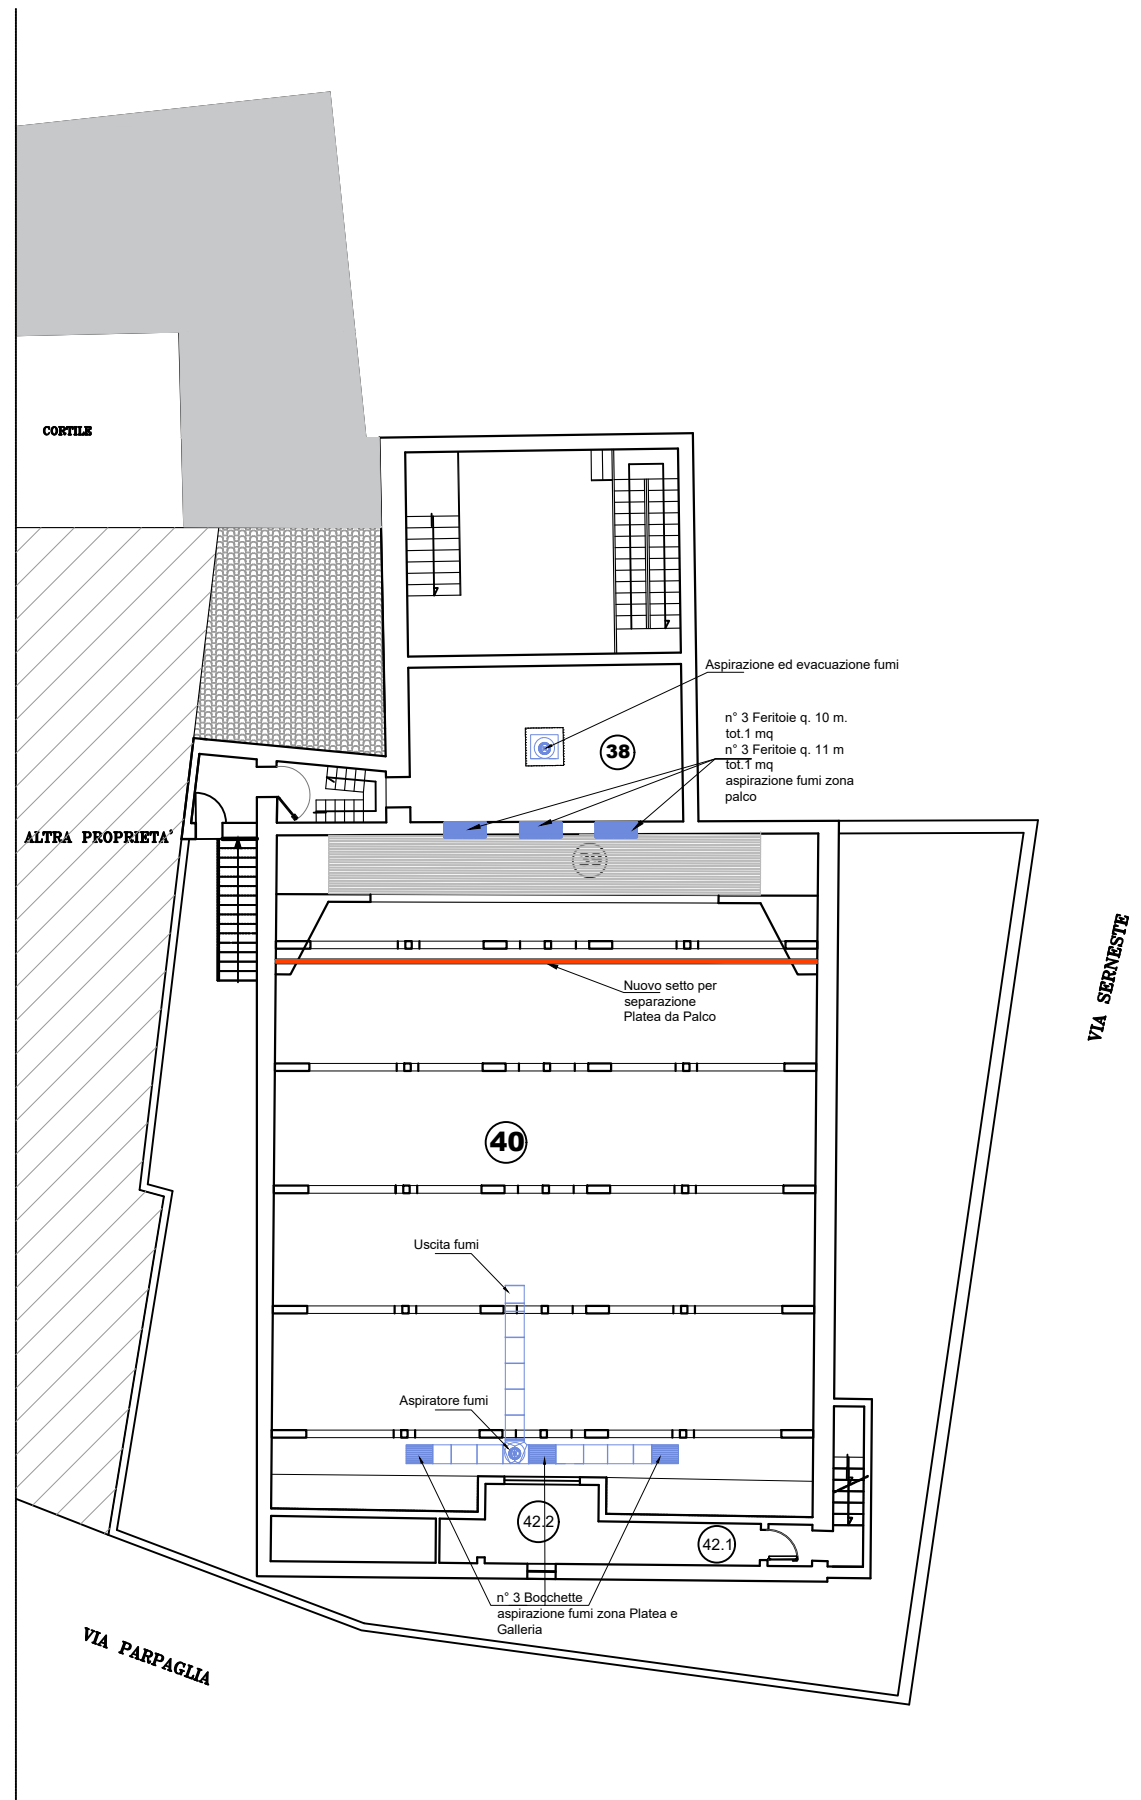 CORTILE
Aspirazione ed evacuazione fumi
n° 3 Feritoie q. 10 m.
tot.1 mq
n° 3 Feritoie q. 11 m
tot.1 mq
aspirazione fumi zona
palco
38
ALTRA PROPRIETA'
39
VIA SERNESTE
Nuovo setto per
separazione
Platea da Palco
40
Uscita fumi
Aspiratore fumi
42.2
42.1
n° 3 Bocchette
aspirazione fumi zona Platea e
Galleria
VIA PARPAGLIA